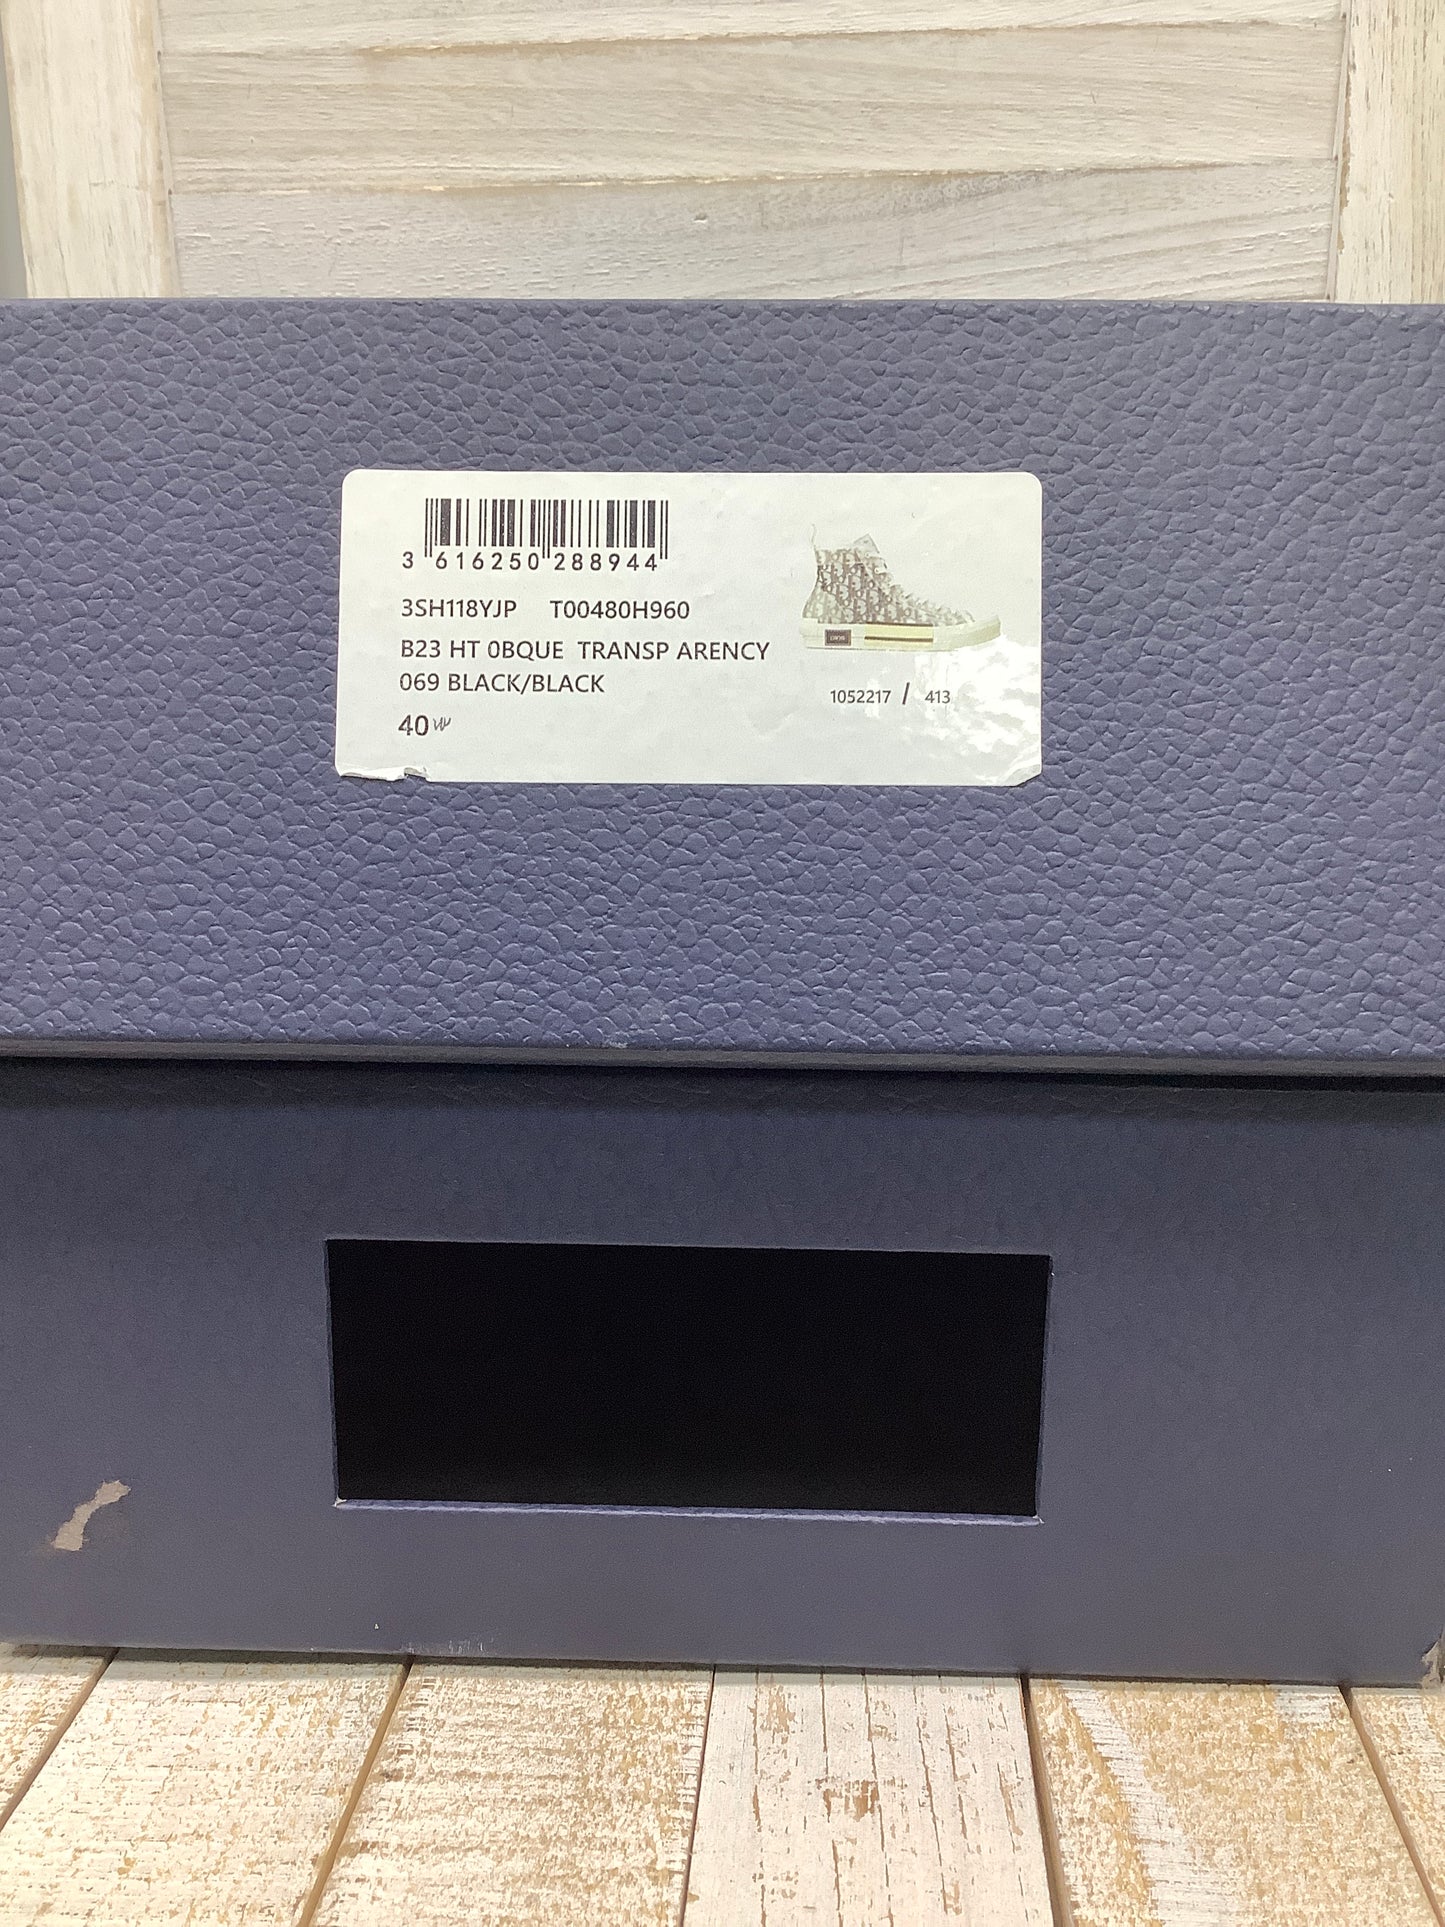 3 616250 288944
3SH118YJP T00480H960
B23 HT 0BQUE TRANSP ARENCY
069 BLACK/BLACK
40
1052217 / 413